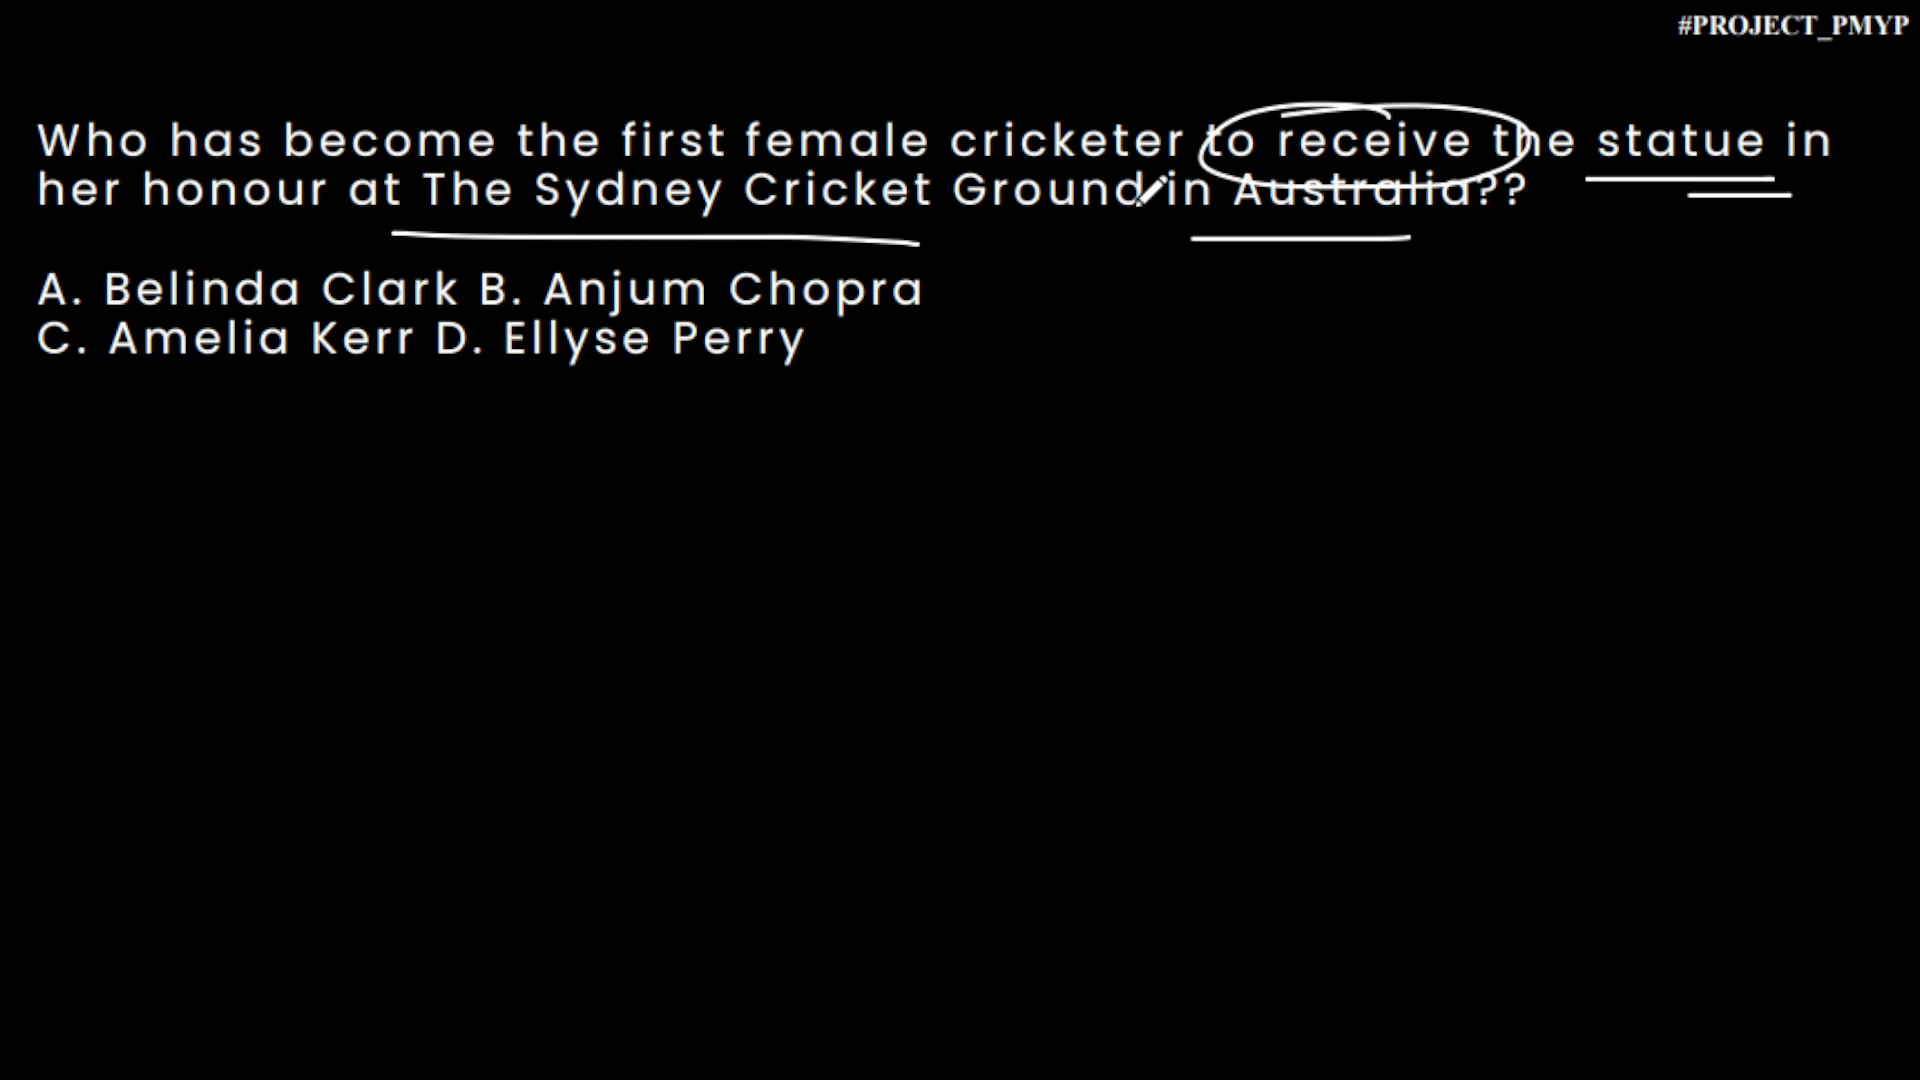 #PROJECT_PMYP
Who has become the first female cricketer to receive the statue in
her honour at The Sydney Cricket Ground in Australia??
A. Belinda Clark B. Anjum Chopra
C. Amelia Kerr D. Ellyse Perry